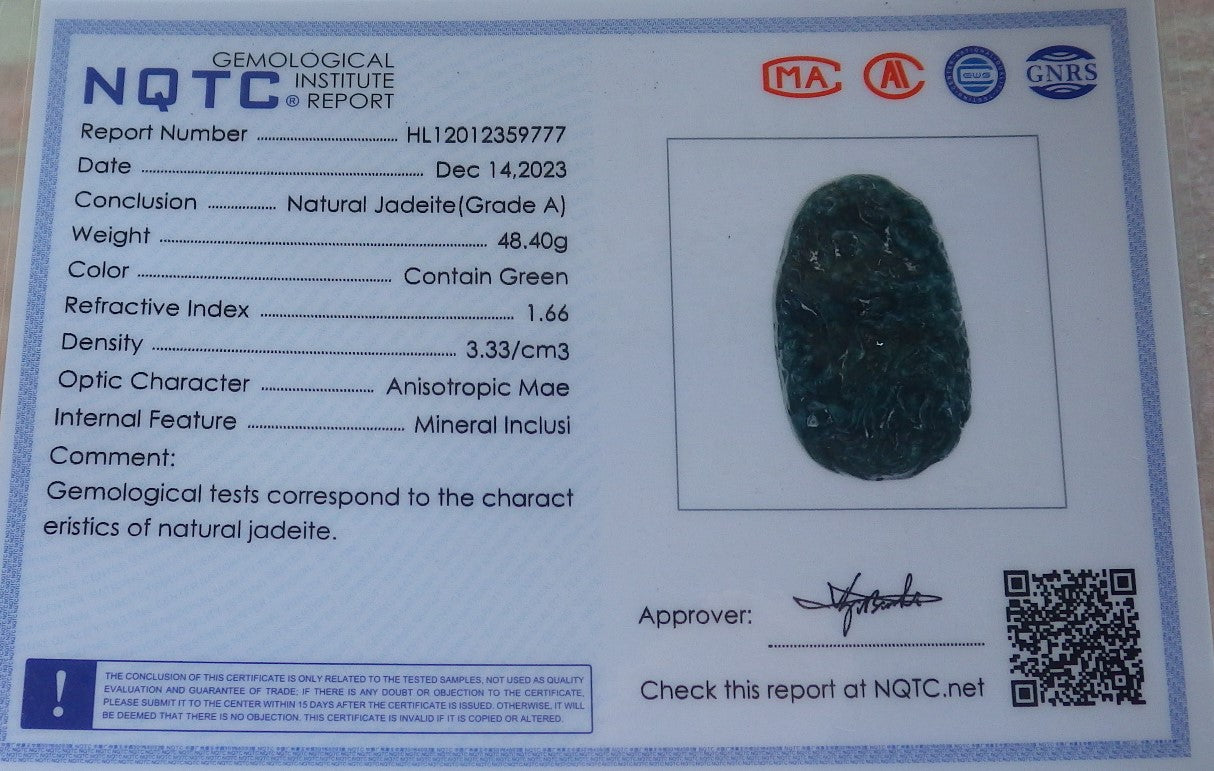 GEMOLOGICAL
NQTC INSTITUTE
® REPORT
MA
GNRS
Report Number ........ HL12012359777
Date ........ Dec 14,2023
Conclusion ........ Natural Jadeite(Grade A)
Weight ........ 48.40g
Color ........ Contain Green
Refractive Index ........ 1.66
Density ........ 3.33/cm3
Optic Character ........ Anisotropic Mae
Internal Feature ........ Mineral Inclusi
Comment:
Gemological tests correspond to the charact
eristics of natural jadeite.
Approver:
Check this report at NQTC.net
!
THE CONCLUSION OF THIS CERTIFICATE IS ONLY RELATED TO THE TESTED SAMPLES, NOT USED AS QUALITY
EVALUATION AND GUARANTEE OF TRADE; IF THERE IS ANY DOUBT OR OBJECTION TO THE CERTIFICATE,
PLEASE SUBMIT IT TO THE CENTER WITHIN 15 DAYS AFTER THE CERTIFICATE IS ISSUED. OTHERWISE, IT WILL
BE DEEMED THAT THERE IS NO OBJECTION. THIS CERTIFICATE IS INVALID IF IT IS COPIED OR ALTERED.